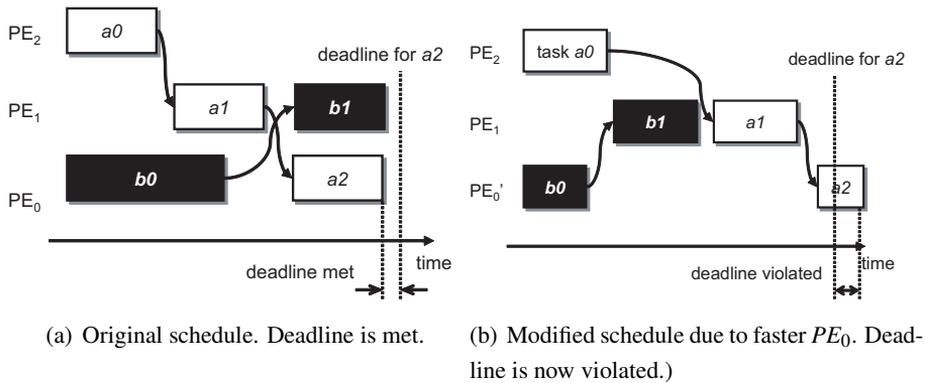 PE2
a0
deadline for a2
PE1
a1
b1
b0
a2
PE0
time
deadline met
(a) Original schedule. Deadline is met.
PE2
task a0
deadline for a2
PE1
b1
a1
PE0'
b0
a2
time
deadline violated
(b) Modified schedule due to faster PE0. Dead-
line is now violated.)